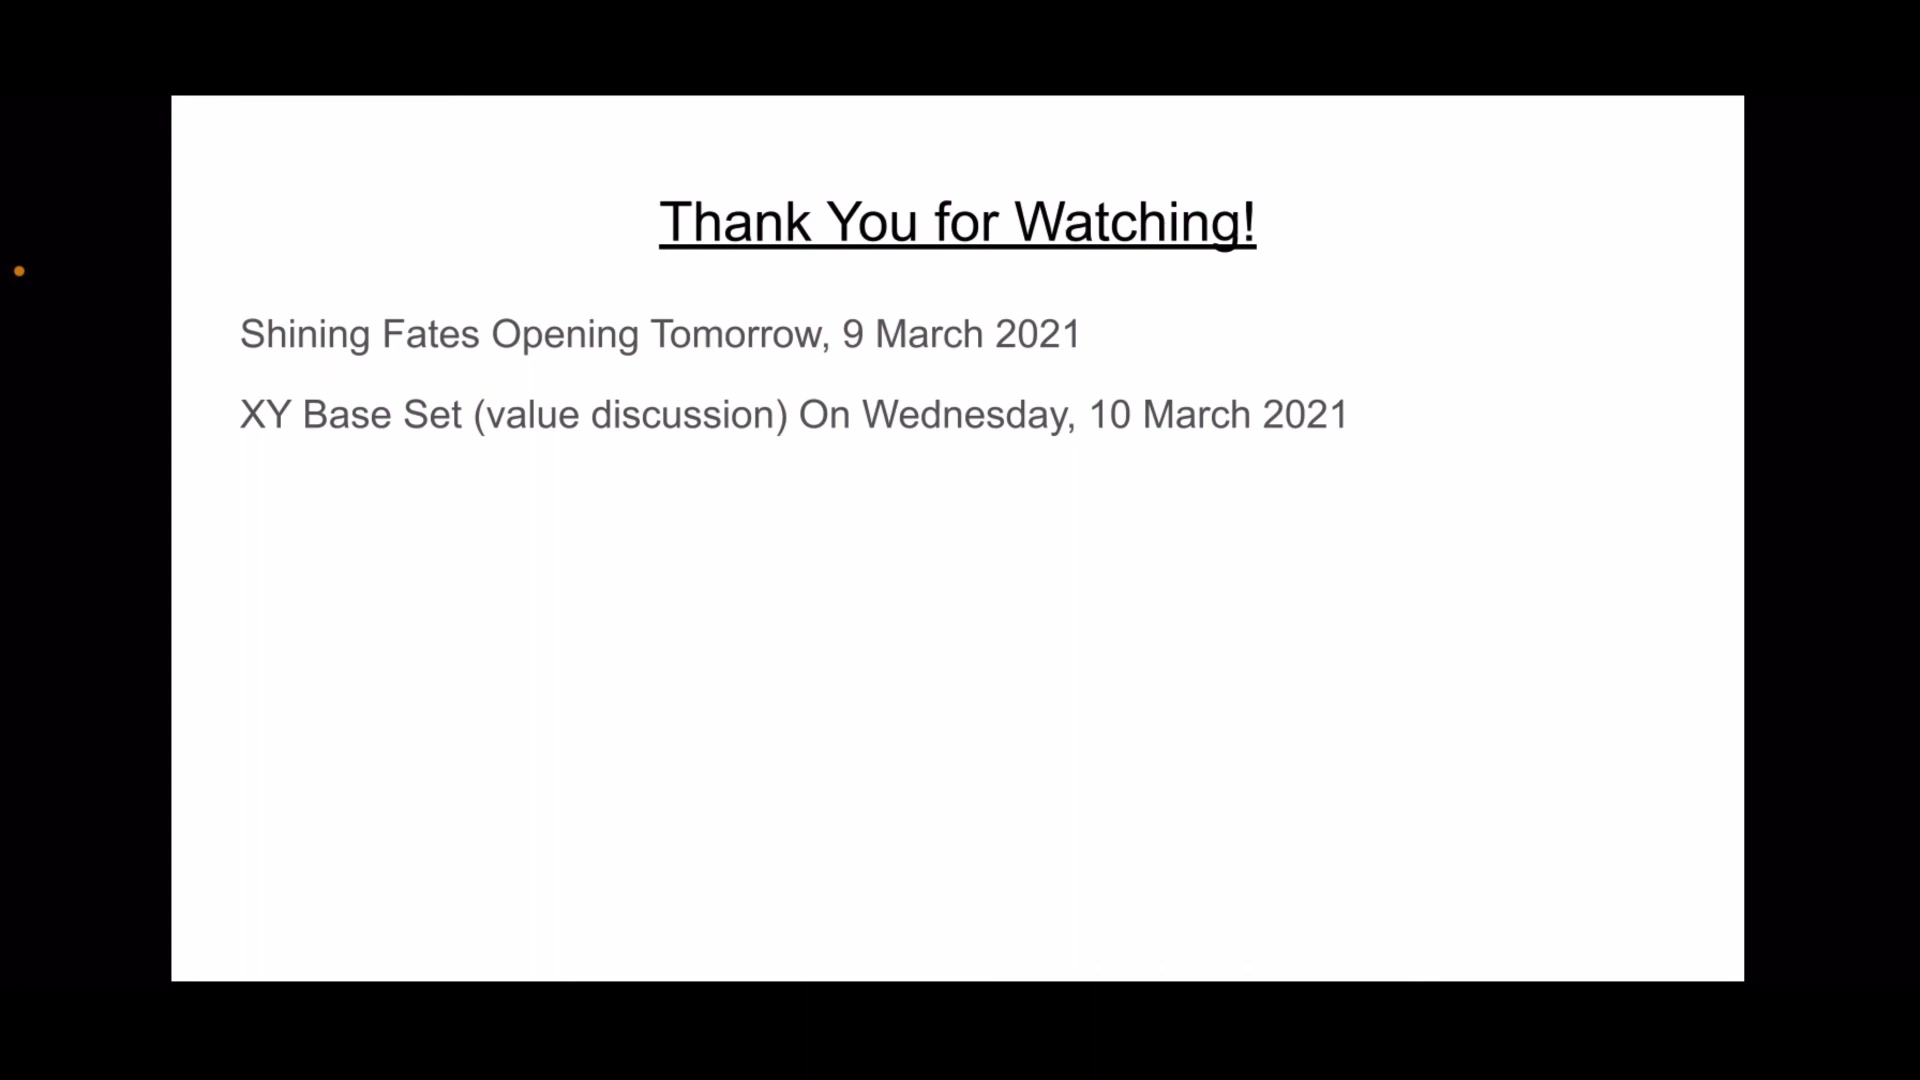 Thank You for Watching!
Shining Fates Opening Tomorrow, 9 March 2021
XY Base Set (value discussion) On Wednesday, 10 March 2021